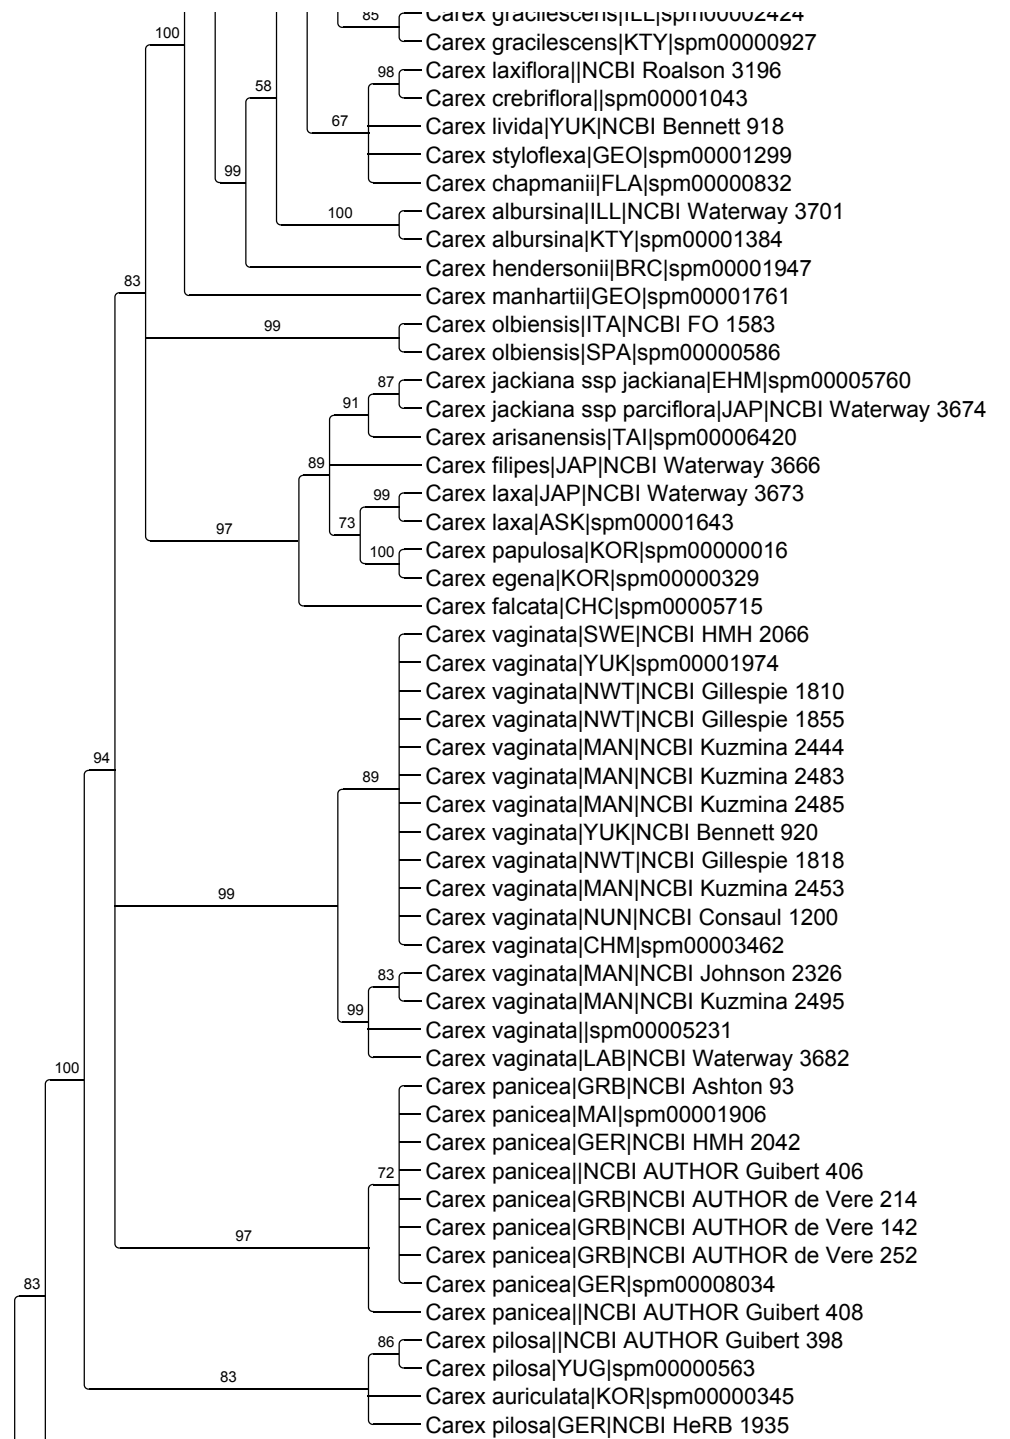 85
Carex gracilescens|ILL|spm00002424
100
Carex gracilescens|KTY|spm00000927
98
Carex laxiflora||NCBI Roalson 3196
58
Carex crebriflora||spm00001043
67
Carex livida|YUK|NCBI Bennett 918
Carex styloflexa|GEO|spm00001299
99
Carex chapmanii|FLA|spm00000832
100
Carex albursina|ILL|NCBI Waterway 3701
Carex albursina|KTY|spm00001384
Carex hendersonii|BRC|spm00001947
83
Carex manhartii|GEO|spm00001761
99
Carex olbiensis|ITA|NCBI FO 1583
Carex olbiensis|SPA|spm00000586
87
Carex jackiana ssp jackiana|EHM|spm00005760
91
Carex jackiana ssp parciflora|JAP|NCBI Waterway 3674
Carex arisanensis|TAI|spm00006420
89
Carex filipes|JAP|NCBI Waterway 3666
99
Carex laxa|JAP|NCBI Waterway 3673
73
Carex laxa|ASK|spm00001643
97
100
Carex papulosa|KOR|spm00000016
Carex egena|KOR|spm00000329
Carex falcata|CHC|spm00005715
Carex vaginata|SWE|NCBI HMH 2066
Carex vaginata|YUK|spm00001974
Carex vaginata|NWT|NCBI Gillespie 1810
Carex vaginata|NWT|NCBI Gillespie 1855
94
Carex vaginata|MAN|NCBI Kuzmina 2444
89
Carex vaginata|MAN|NCBI Kuzmina 2483
Carex vaginata|MAN|NCBI Kuzmina 2485
Carex vaginata|YUK|NCBI Bennett 920
Carex vaginata|NWT|NCBI Gillespie 1818
99
Carex vaginata|MAN|NCBI Kuzmina 2453
Carex vaginata|NUN|NCBI Consaul 1200
Carex vaginata|CHM|spm00003462
83
Carex vaginata|MAN|NCBI Johnson 2326
99
Carex vaginata|MAN|NCBI Kuzmina 2495
Carex vaginata||spm00005231
Carex vaginata|LAB|NCBI Waterway 3682
100
Carex panicea|GRB|NCBI Ashton 93
Carex panicea|MAI|spm00001906
Carex panicea|GER|NCBI HMH 2042
72
Carex panicea||NCBI AUTHOR Guibert 406
Carex panicea|GRB|NCBI AUTHOR de Vere 214
97
Carex panicea|GRB|NCBI AUTHOR de Vere 142
Carex panicea|GRB|NCBI AUTHOR de Vere 252
83
Carex panicea|GER|spm00008034
Carex panicea||NCBI AUTHOR Guibert 408
86
Carex pilosa||NCBI AUTHOR Guibert 398
83
Carex pilosa|YUG|spm00000563
Carex auriculata|KOR|spm00000345
Carex pilosa|GER|NCBI HeRB 1935